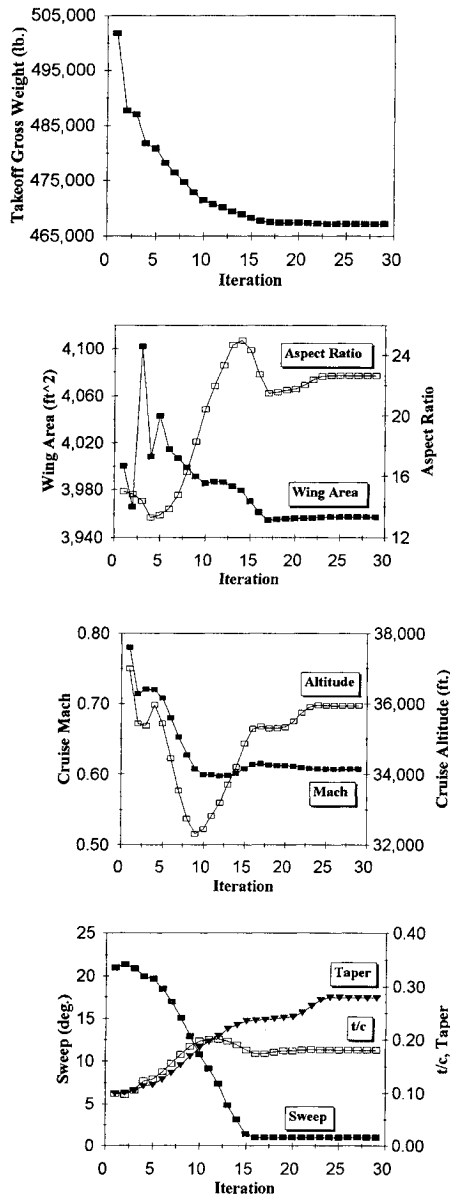 505,000
495,000
485,000
475,000
465,000
Takeoff Gross Weight (lb.)
0 5 10 15 20 25 30
Iteration
4,100
4,060
4,020
3,980
3,940
Wing Area (ft^2)
24
20
16
12
Aspect Ratio
Aspect Ratio
Wing Area
0 5 10 15 20 25 30
Iteration
0.80
0.70
0.60
0.50
Cruise Mach
38,000
36,000
34,000
32,000
Cruise Altitude (ft.)
Altitude
Mach
0 5 10 15 20 25 30
Iteration
25
20
15
10
5
0
Sweep (deg.)
0.40
0.30
0.20
0.10
0.00
t/c, Taper
Taper
t/c
Sweep
0 5 10 15 20 25 30
Iteration